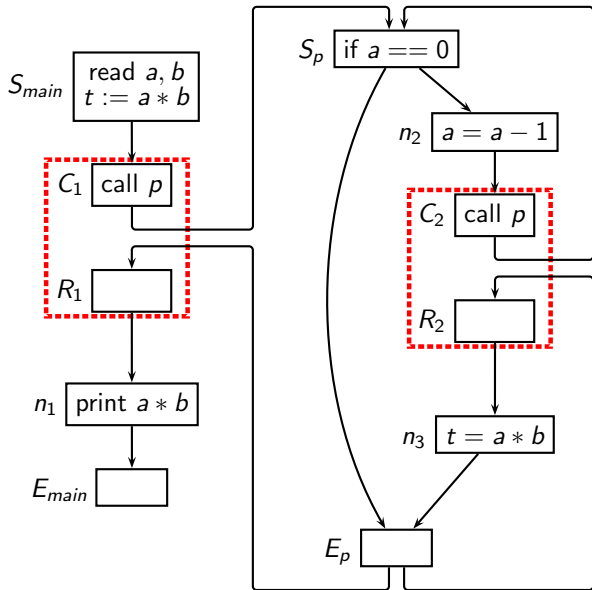 S_main
read a, b
t := a ∗ b
C_1 call p
R_1
n_1 print a ∗ b
E_main
S_p if a == 0
n_2 a = a − 1
C_2 call p
R_2
n_3 t = a ∗ b
E_p